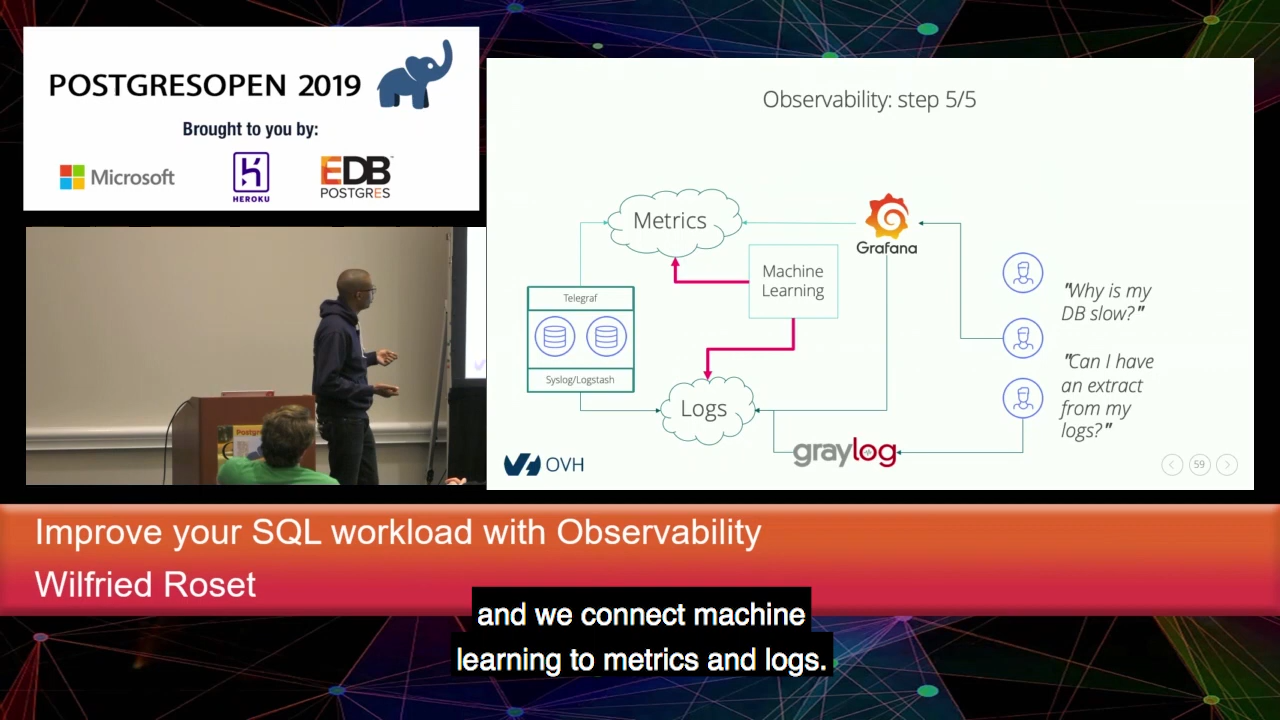 POSTGRESOPEN 2019
Brought to you by:
Microsoft
HEROKU
EDB
POSTGRES
Observability: step 5/5
Metrics
Grafana
Machine
Learning
Telegraf
Syslog/Logstash
Logs
graylog
"Why is my
DB slow?"
"Can I have
an extract
from my
logs?"
OVH
59
Improve your SQL workload with Observability
Wilfried Roset
and we connect machine
learning to metrics and logs.